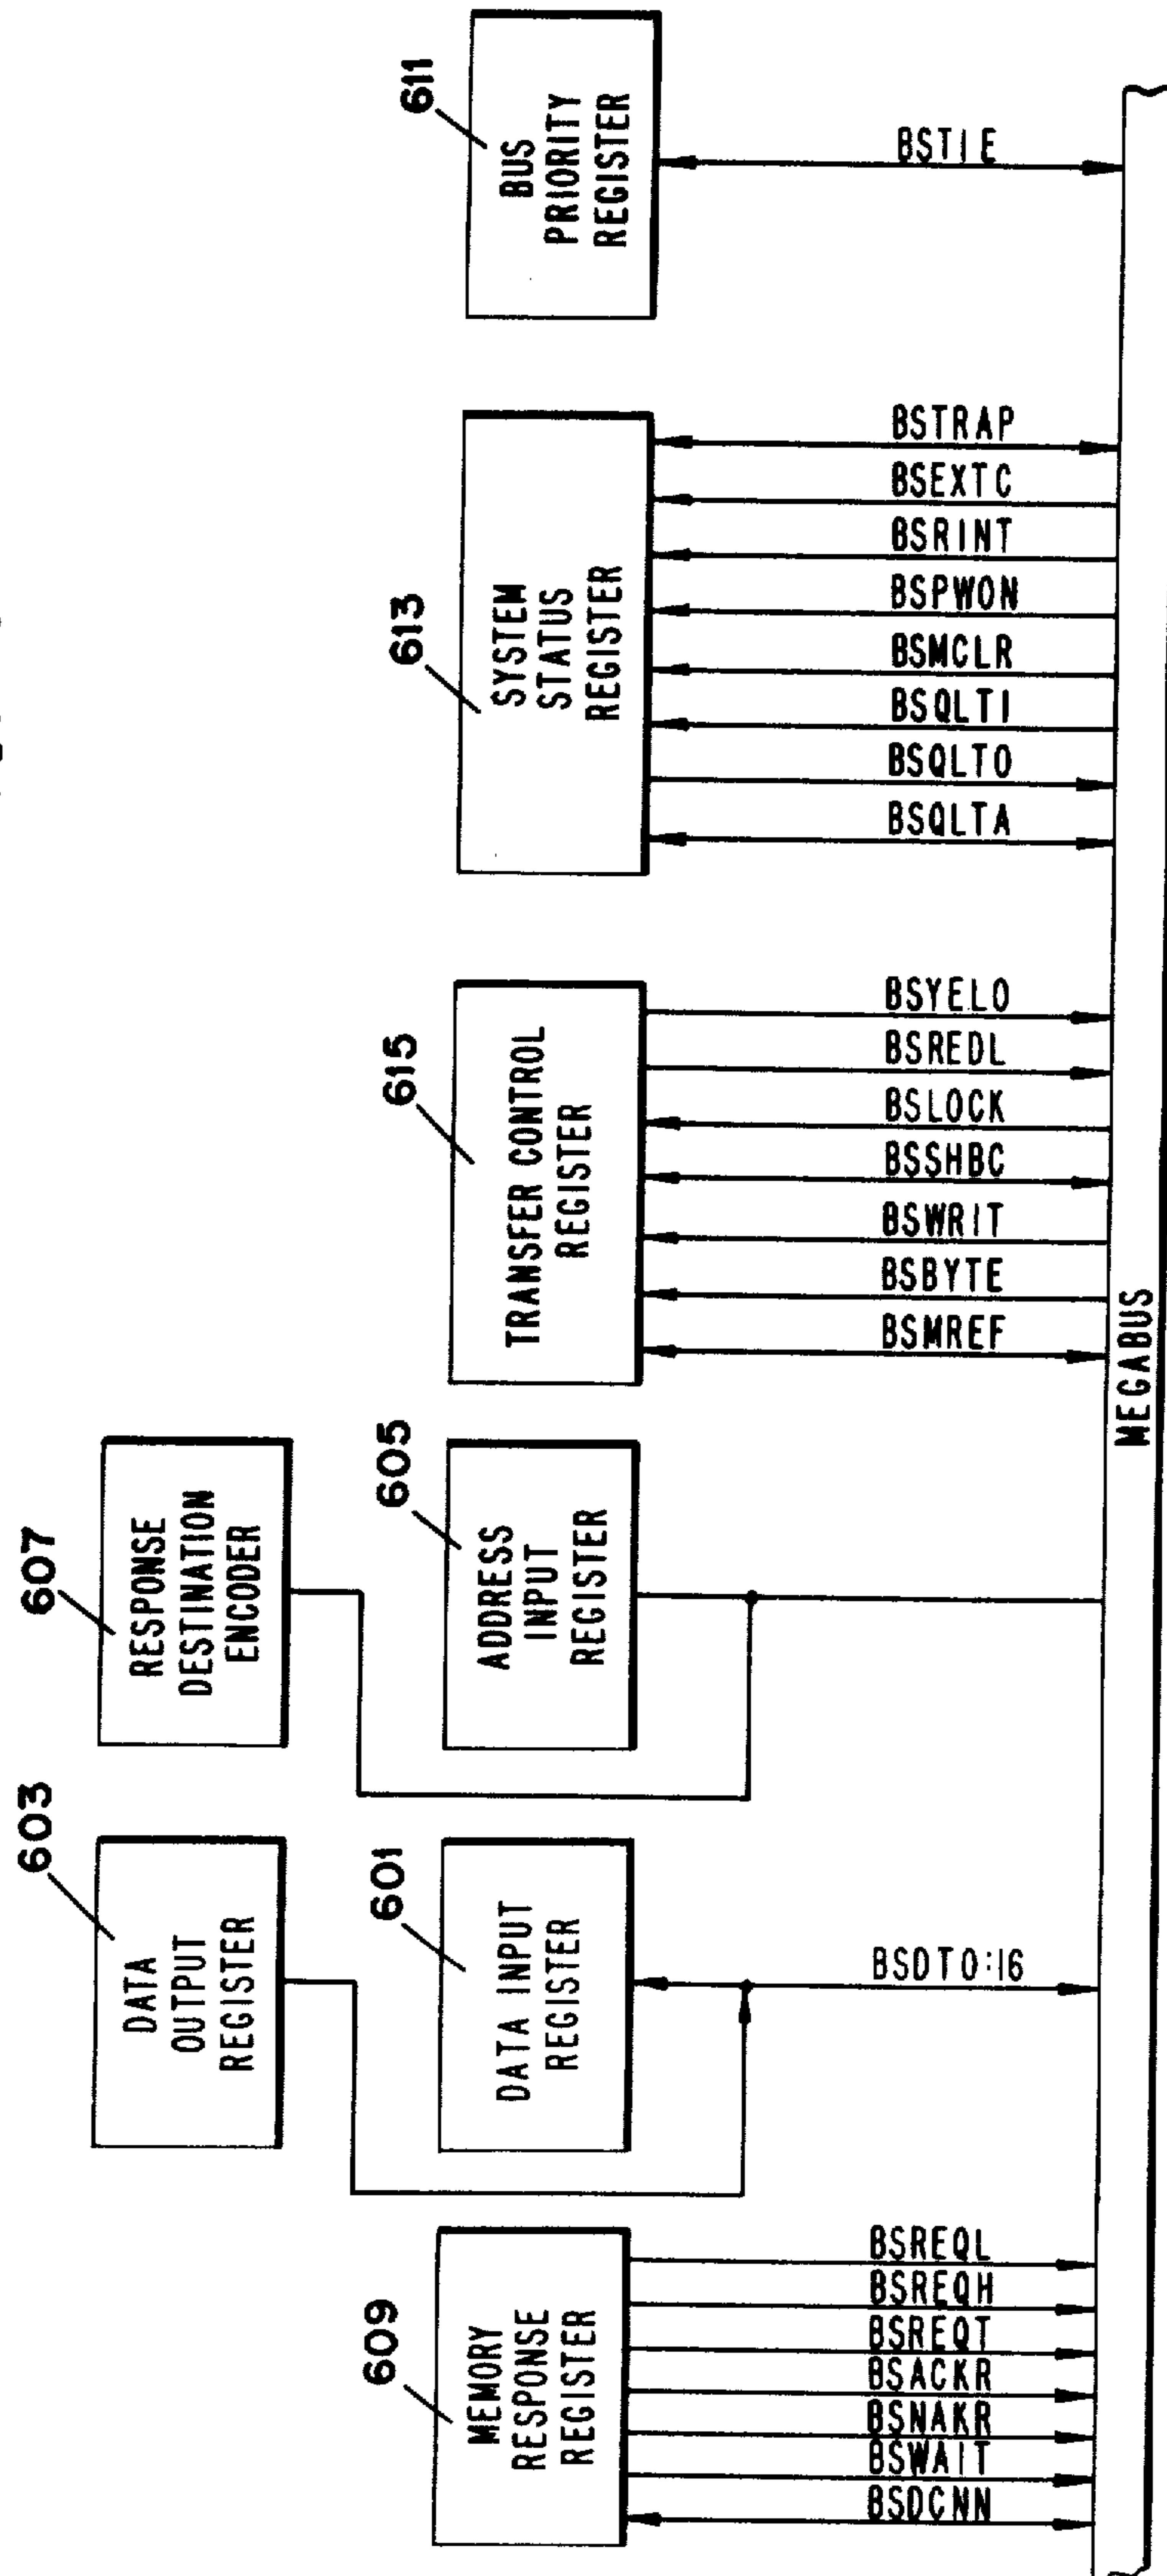 603
DATA
OUTPUT
REGISTER
607
RESPONSE
DESTINATION
ENCODER
609
MEMORY
RESPONSE
REGISTER
601
DATA INPUT
REGISTER
605
ADDRESS
INPUT
REGISTER
615
TRANSFER CONTROL
REGISTER
613
SYSTEM
STATUS
REGISTER
611
BUS
PRIORITY
REGISTER
BSDCNN
BSWAIT
BSNAKR
BSACKR
BSREQT
BSREQH
BSREQL
BSDT0:16
BSMREF
BSBYTE
BSWRIT
BSSHBC
BSLOCK
BSREDL
BSYELO
BSQLTA
BSQLTO
BSQLTI
BSMCLR
BSPWON
BSRINT
BSEXTC
BSTRAP
BSTIE
MEGABUS